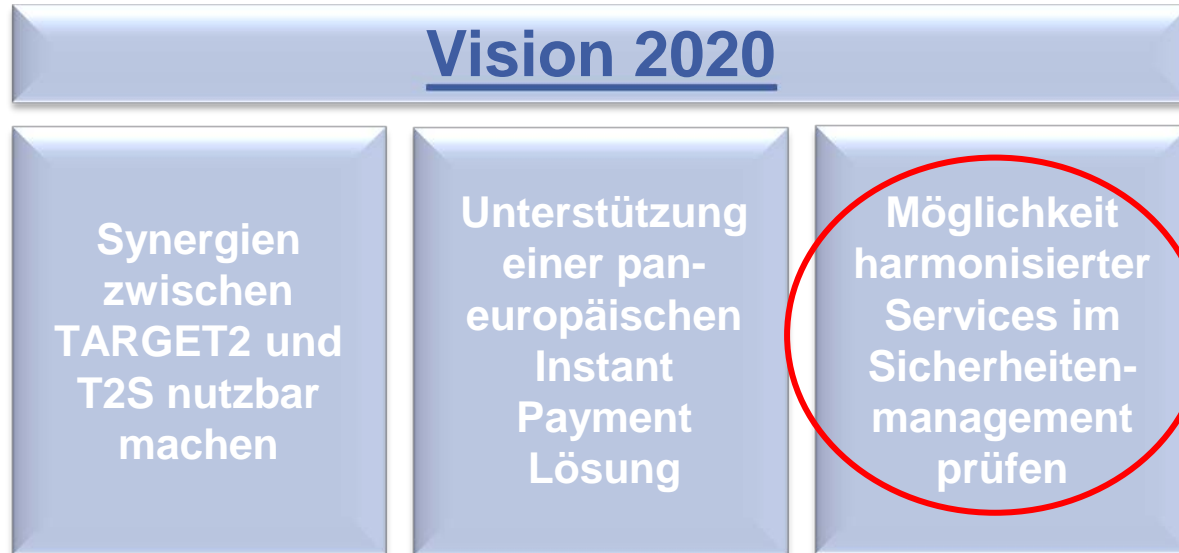 Vision 2020
Synergien
zwischen
TARGET2 und
T2S nutzbar
machen
Unterstützung
einer pan-
europäischen
Instant
Payment
Lösung
Möglichkeit
harmonisierter
Services im
Sicherheiten-
management
prüfen